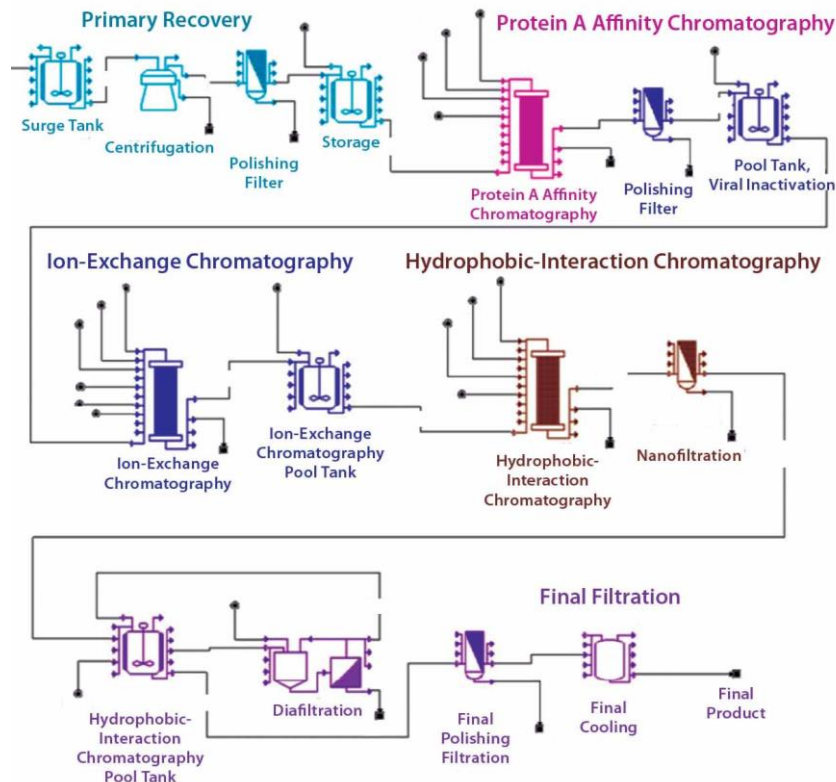 Primary Recovery
Protein A Affinity Chromatography
Surge Tank
Centrifugation
Polishing
Filter
Storage
Protein A Affinity
Chromatography
Polishing
Filter
Pool Tank,
Viral Inactivation
Ion-Exchange Chromatography
Hydrophobic-Interaction Chromatography
Ion-Exchange
Chromatography
Ion-Exchange
Chromatography
Pool Tank
Hydrophobic-
Interaction
Chromatography
Nanofiltration
Final Filtration
Hydrophobic-
Interaction
Chromatography
Pool Tank
Diafiltration
Final
Polishing
Filtration
Final
Cooling
Final
Product